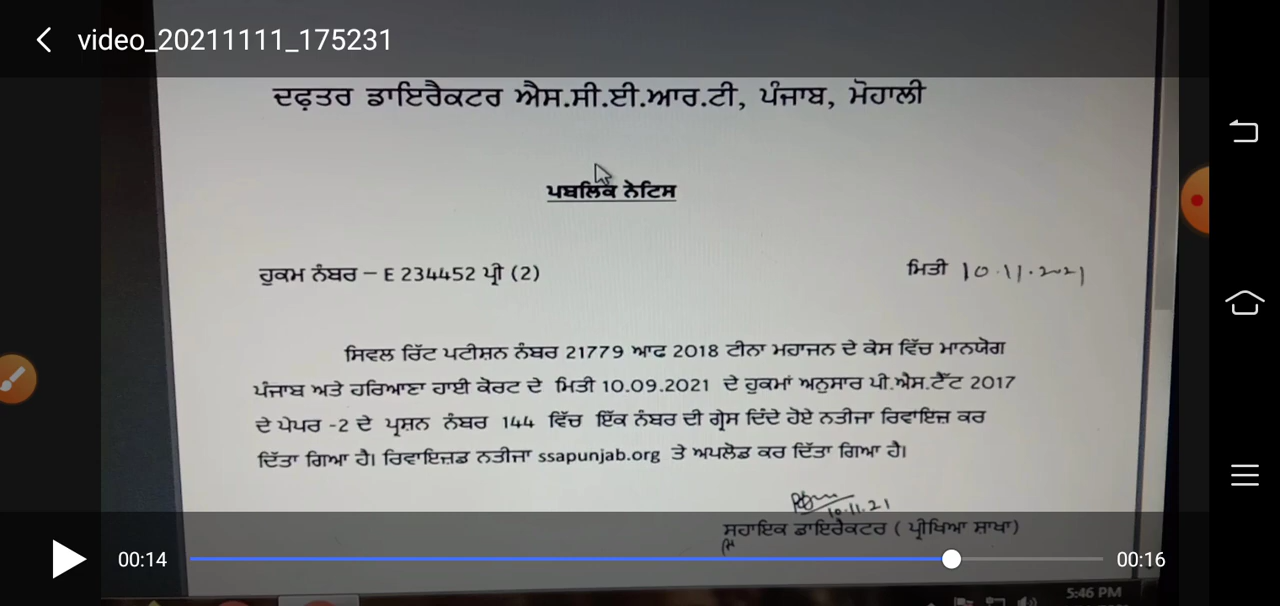 video_20211111_175231
ਦਫ਼ਤਰ ਡਾਇਰੈਕਟਰ ਐਸ.ਸੀ.ਈ.ਆਰ.ਟੀ, ਪੰਜਾਬ, ਮੋਹਾਲੀ
ਪਬਲਿਕ ਨੋਟਿਸ
ਹੁਕਮ ਨੰਬਰ – E 234452 ਪ੍ਰੀ (2) ਮਿਤੀ 10.11.2021
ਸਿਵਲ ਰਿੱਟ ਪਟੀਸ਼ਨ ਨੰਬਰ 21779 ਆਫ 2018 ਟੀਨਾ ਮਹਾਜਨ ਦੇ ਕੇਸ ਵਿੱਚ ਮਾਨਯੋਗ
ਪੰਜਾਬ ਅਤੇ ਹਰਿਆਣਾ ਹਾਈ ਕੋਰਟ ਦੇ ਮਿਤੀ 10.09.2021 ਦੇ ਹੁਕਮਾਂ ਅਨੁਸਾਰ ਪੀ.ਐਸ.ਟੈੱਟ 2017
ਦੇ ਪੇਪਰ -2 ਦੇ ਪ੍ਰਸ਼ਨ ਨੰਬਰ 144 ਵਿੱਚ ਇੱਕ ਨੰਬਰ ਦੀ ਗ੍ਰੇਸ ਦਿੰਦੇ ਹੋਏ ਨਤੀਜਾ ਰਿਵਾਇਜ਼ ਕਰ
ਦਿੱਤਾ ਗਿਆ ਹੈ। ਰਿਵਾਇਜ਼ਡ ਨਤੀਜਾ ssapunjab.org ਤੇ ਅਪਲੋਡ ਕਰ ਦਿੱਤਾ ਗਿਆ ਹੈ।
10.11.21
ਸਹਾਇਕ ਡਾਇਰੈਕਟਰ ( ਪ੍ਰੀਖਿਆ ਸ਼ਾਖਾ)
00:14 00:16
5:46 PM